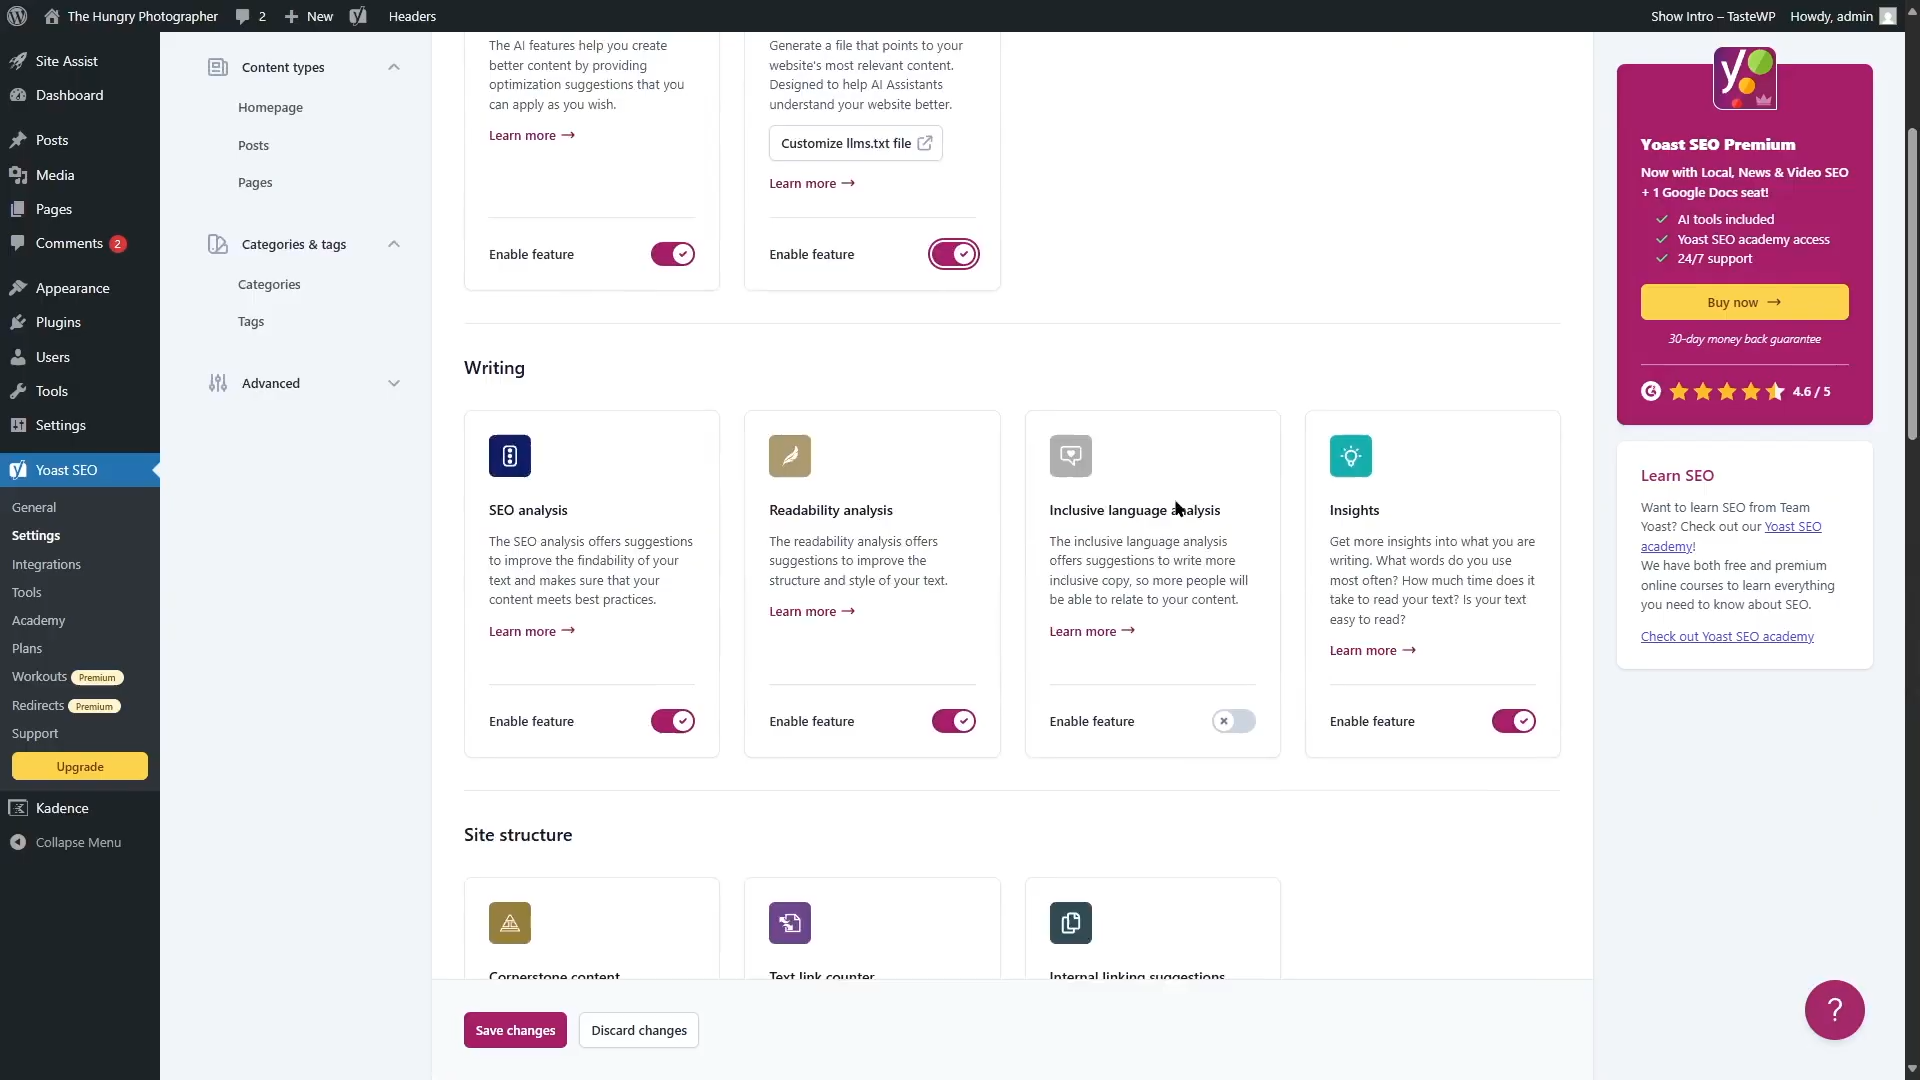 The Hungry Photographer
2
New
Headers
Show Intro – TasteWP
Howdy, admin
Site Assist
Dashboard
Posts
Media
Pages
Comments 2
Appearance
Plugins
Users
Tools
Settings
Yoast SEO
General
Settings
Integrations
Tools
Academy
Plans
Workouts Premium
Redirects Premium
Support
Upgrade
Kadence
Collapse Menu
Content types
Homepage
Posts
Pages
Categories & tags
Categories
Tags
Advanced
The AI features help you create
better content by providing
optimization suggestions that you
can apply as you wish.
Learn more →
Enable feature
Generate a file that points to your
website's most relevant content.
Designed to help AI Assistants
understand your website better.
Customize llms.txt file
Learn more →
Enable feature
Writing
SEO analysis
The SEO analysis offers suggestions
to improve the findability of your
text and makes sure that your
content meets best practices.
Learn more →
Enable feature
Readability analysis
The readability analysis offers
suggestions to improve the
structure and style of your text.
Learn more →
Enable feature
Inclusive language analysis
The inclusive language analysis
offers suggestions to write more
inclusive copy, so more people will
be able to relate to your content.
Learn more →
Enable feature
Insights
Get more insights into what you are
writing. What words do you use
most often? How much time does it
take to read your text? Is your text
easy to read?
Learn more →
Enable feature
Site structure
Cornerstone content
Text link counter
Internal linking suggestions
Save changes
Discard changes
Yoast SEO Premium
Now with Local, News & Video SEO
+ 1 Google Docs seat!
AI tools included
Yoast SEO academy access
24/7 support
Buy now →
30-day money back guarantee
4.6 / 5
Learn SEO
Want to learn SEO from Team
Yoast? Check out our Yoast SEO
academy!
We have both free and premium
online courses to learn everything
you need to know about SEO.
Check out Yoast SEO academy
?